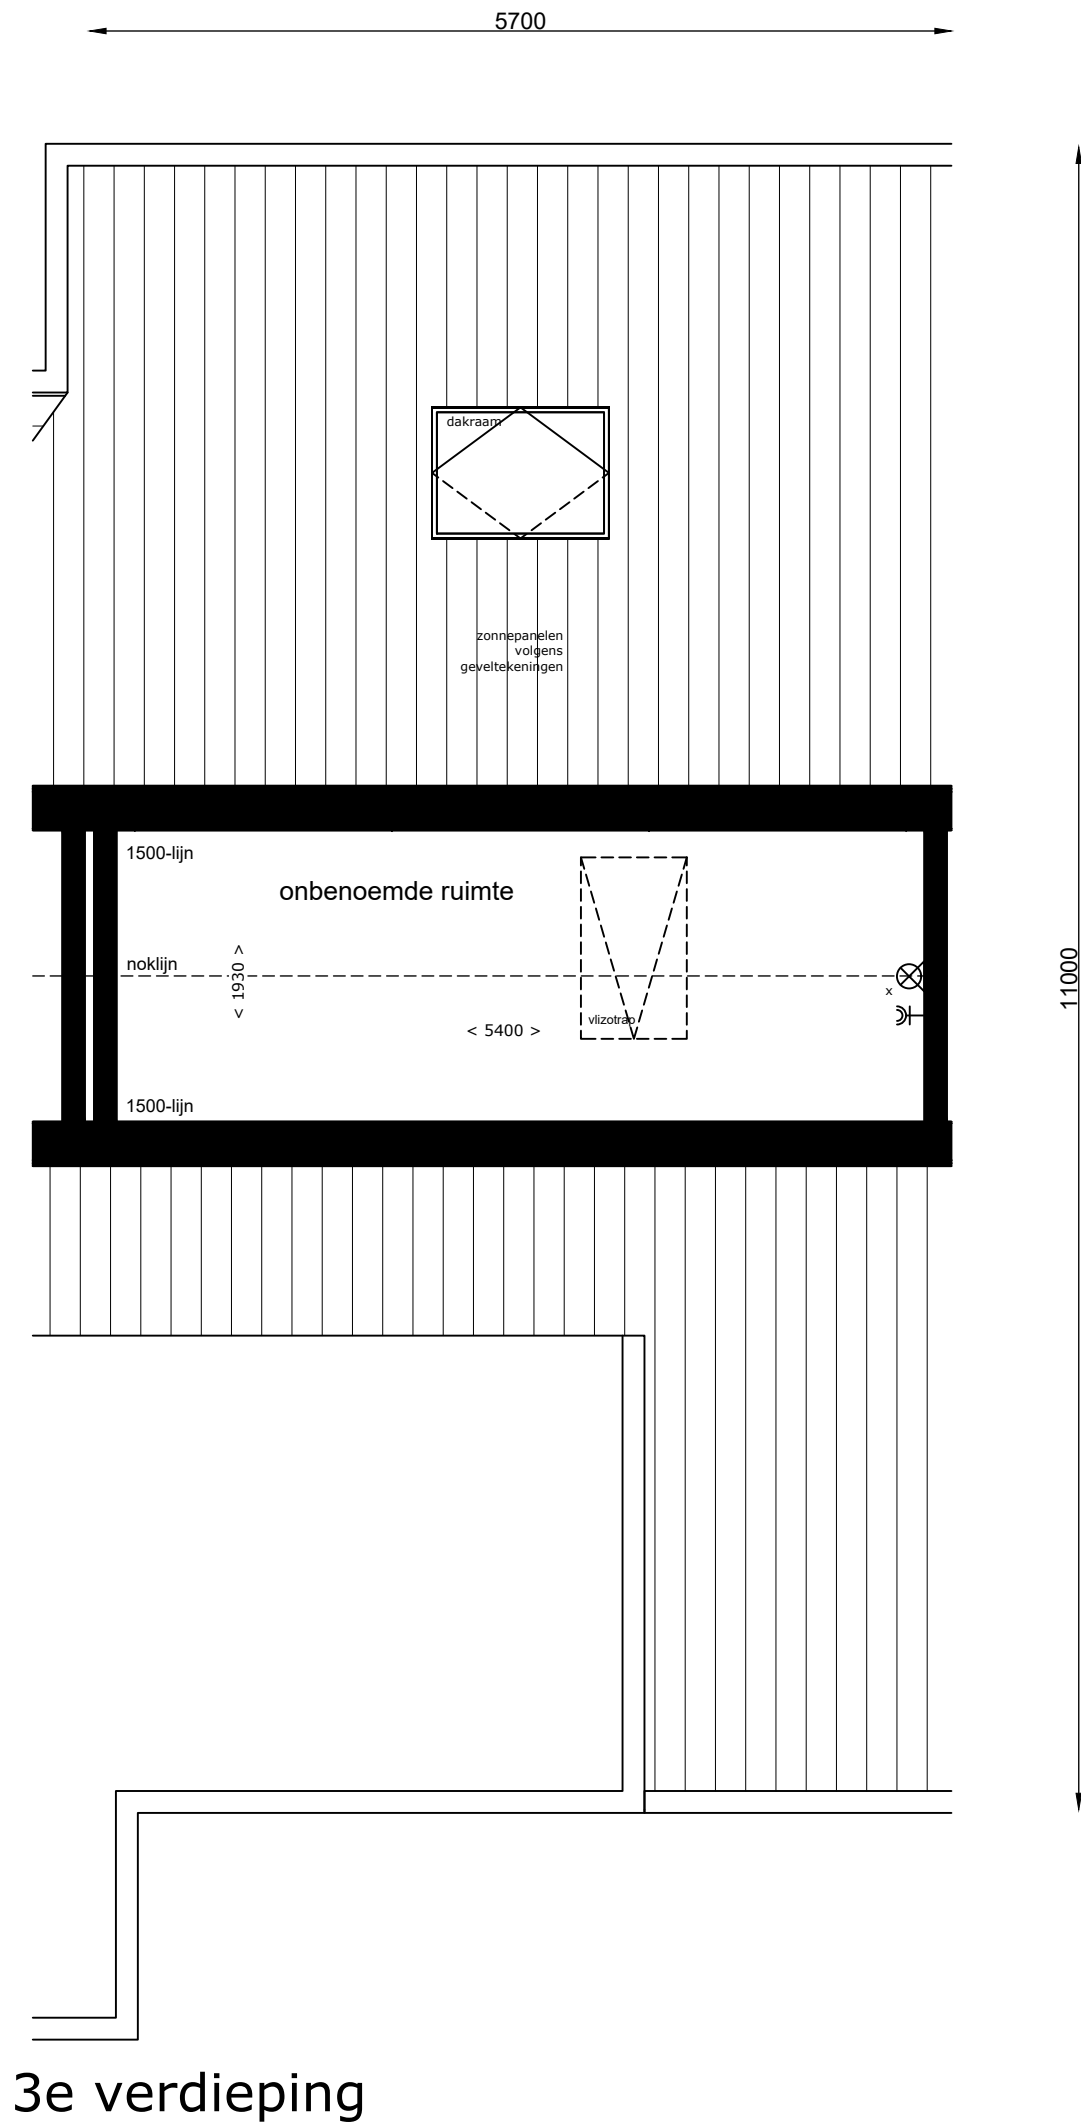 5700
dakraam
zonnepanelen
volgens
geveltekeningen
1500-lijn
onbenoemde ruimte
noklijn
< 1930 >
x
vlizotrap
< 5400 >
1500-lijn
11000
3e verdieping